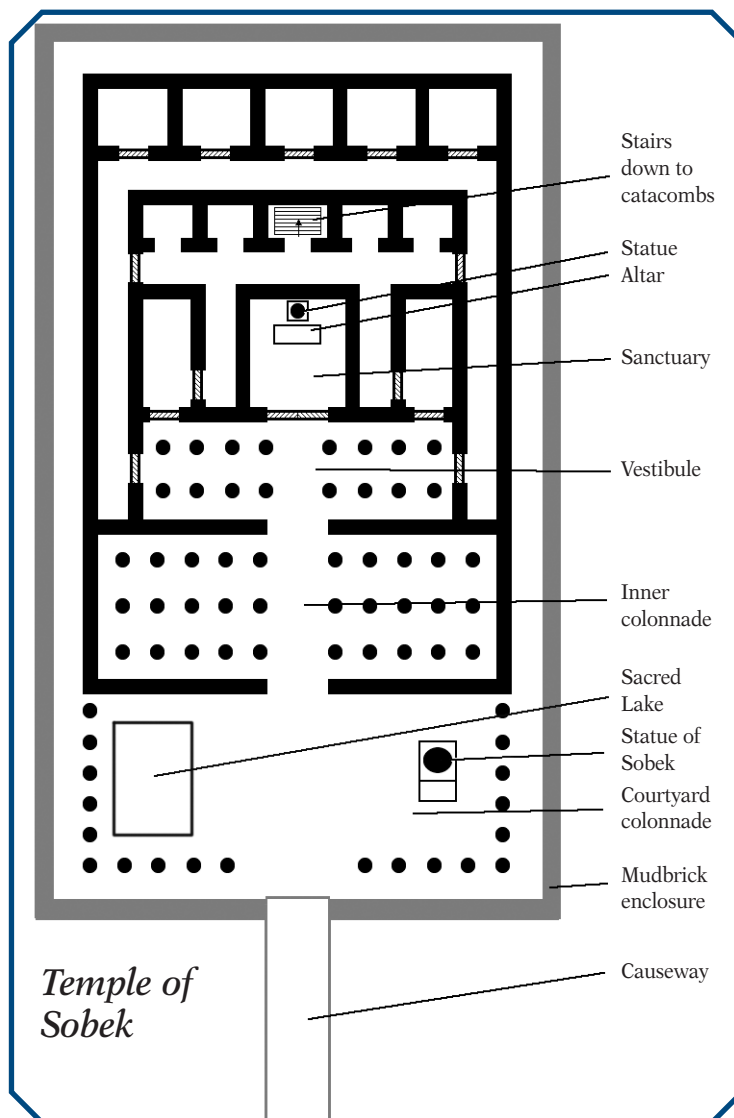 Stairs
down to
catacombs
Statue
Altar
Sanctuary
Vestibule
Inner
colonnade
Sacred
Lake
Statue of
Sobek
Courtyard
colonnade
Mudbrick
enclosure
Temple of
Sobek
Causeway